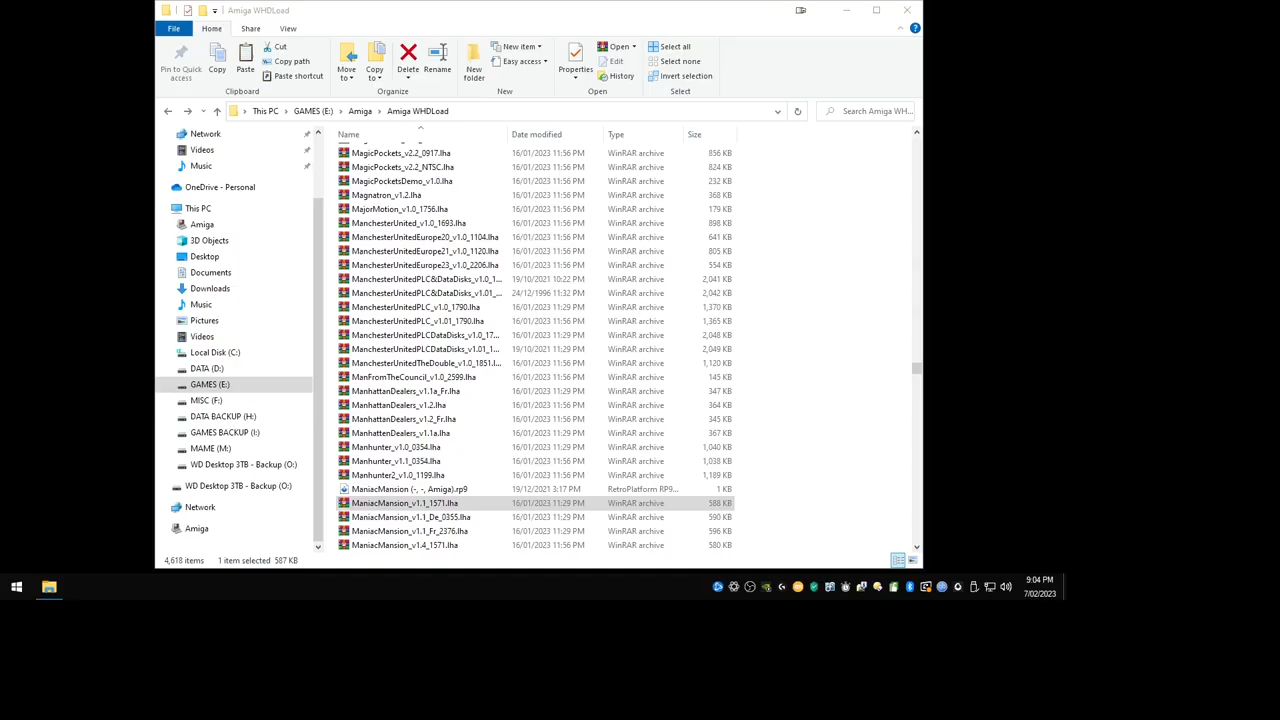 Amiga WHDLoad
File Home Share View
Pin to Quick access
Copy
Paste
Cut
Copy path
Paste shortcut
Move to
Copy to
Delete
Rename
New folder
New item
Easy access
Properties
Open
Edit
History
Select all
Select none
Invert selection
Clipboard Organize New Open Select
This PC GAMES (E:) Amiga Amiga WHDLoad
Search Amiga WH...
Network
Videos
Music
OneDrive - Personal
This PC
Amiga
3D Objects
Desktop
Documents
Downloads
Music
Pictures
Videos
Local Disk (C:)
DATA (D:)
GAMES (E:)
MISC (F:)
DATA BACKUP (H:)
GAMES BACKUP (I:)
MAME (M:)
WD Desktop 3TB - Backup (O:)
WD Desktop 3TB - Backup (O:)
Network
Amiga
Name Date modified Type Size
MagicPockets_v2.2_0917.lha 16/01/2023 11:56 PM WinRAR archive 856 KB
MagicPockets_v2.2_NTSC.lha 16/01/2023 11:56 PM WinRAR archive 824 KB
MagicPocketsDemo_v1.0.lha 16/01/2023 11:56 PM WinRAR archive 232 KB
Magnatron_v1.2.lha 16/01/2023 11:56 PM WinRAR archive 368 KB
MajorMotion_v1.0_1756.lha 16/01/2023 11:56 PM WinRAR archive 179 KB
ManchesterUnited_v1.0_1693.lha 16/01/2023 11:56 PM WinRAR archive 898 KB
ManchesterUnitedEurope20_v1.0_1104.lha 16/01/2023 11:56 PM WinRAR archive 641 KB
ManchesterUnitedEurope21_v1.0_1120.lha 16/01/2023 11:56 PM WinRAR archive 805 KB
ManchesterUnitedEurope23_v1.0_2206.lha 16/01/2023 11:56 PM WinRAR archive 554 KB
ManchesterUnitedPLC&DataDisks_v1.0_1... 19/10/2021 10:22 PM WinRAR archive 2,041 KB
ManchesterUnitedPLC&DataDisks_v1.01_... 24/12/1996 11:32 PM WinRAR archive 2,042 KB
ManchesterUnitedPLC_v1.0_1790.lha 16/01/2023 11:29 PM WinRAR archive 1,370 KB
ManchesterUnitedPLC_v1.01_1790.lha 16/01/2023 11:56 PM WinRAR archive 1,365 KB
ManchesterUnitedPLCDataDisks_v1.0_17... 16/01/2023 11:29 PM WinRAR archive 2,048 KB
ManchesterUnitedPLCDataDisks_v1.01_1... 19/10/2021 11:29 PM WinRAR archive 2,049 KB
ManchesterUnitedTheDouble_v1.0_1851.l... 16/01/2023 11:56 PM WinRAR archive 1,120 KB
ManFromTheCouncil_v1.0_2599.lha 16/01/2023 11:56 PM WinRAR archive 145 KB
ManhattanDealers_v1.1a_Fr.lha 16/01/2023 11:29 PM WinRAR archive 347 KB
ManhattanDealers_v1.2.lha 16/01/2023 11:56 PM WinRAR archive 364 KB
ManhattanDealers_v1.2_Fr.lha 16/01/2023 11:56 PM WinRAR archive 345 KB
ManhattenDealers_v1.1a.lha 16/01/2023 11:29 PM WinRAR archive 367 KB
Manhunter_v1.0_0354.lha 16/01/2023 11:29 PM WinRAR archive 1,040 KB
Manhunter_v1.1_0354.lha 16/01/2023 11:56 PM WinRAR archive 1,038 KB
Manhunter2_v1.0_1199.lha 16/01/2023 11:56 PM WinRAR archive 1,189 KB
ManiacMansion (-, -, Amiga).rp9 19/12/2021 3:17 PM RetroPlatform RP9... 1 KB
ManiacMansion_v1.1_1571.lha 16/01/2023 11:29 PM WinRAR archive 588 KB
ManiacMansion_v1.1_De_0355.lha 16/01/2023 11:56 PM WinRAR archive 590 KB
ManiacMansion_v1.1_Fr_2376.lha 16/01/2023 11:56 PM WinRAR archive 596 KB
ManiacMansion_v1.4_1571.lha 16/01/2023 11:56 PM WinRAR archive 580 KB
4,618 items item selected 587 KB
9:04 PM
7/02/2023